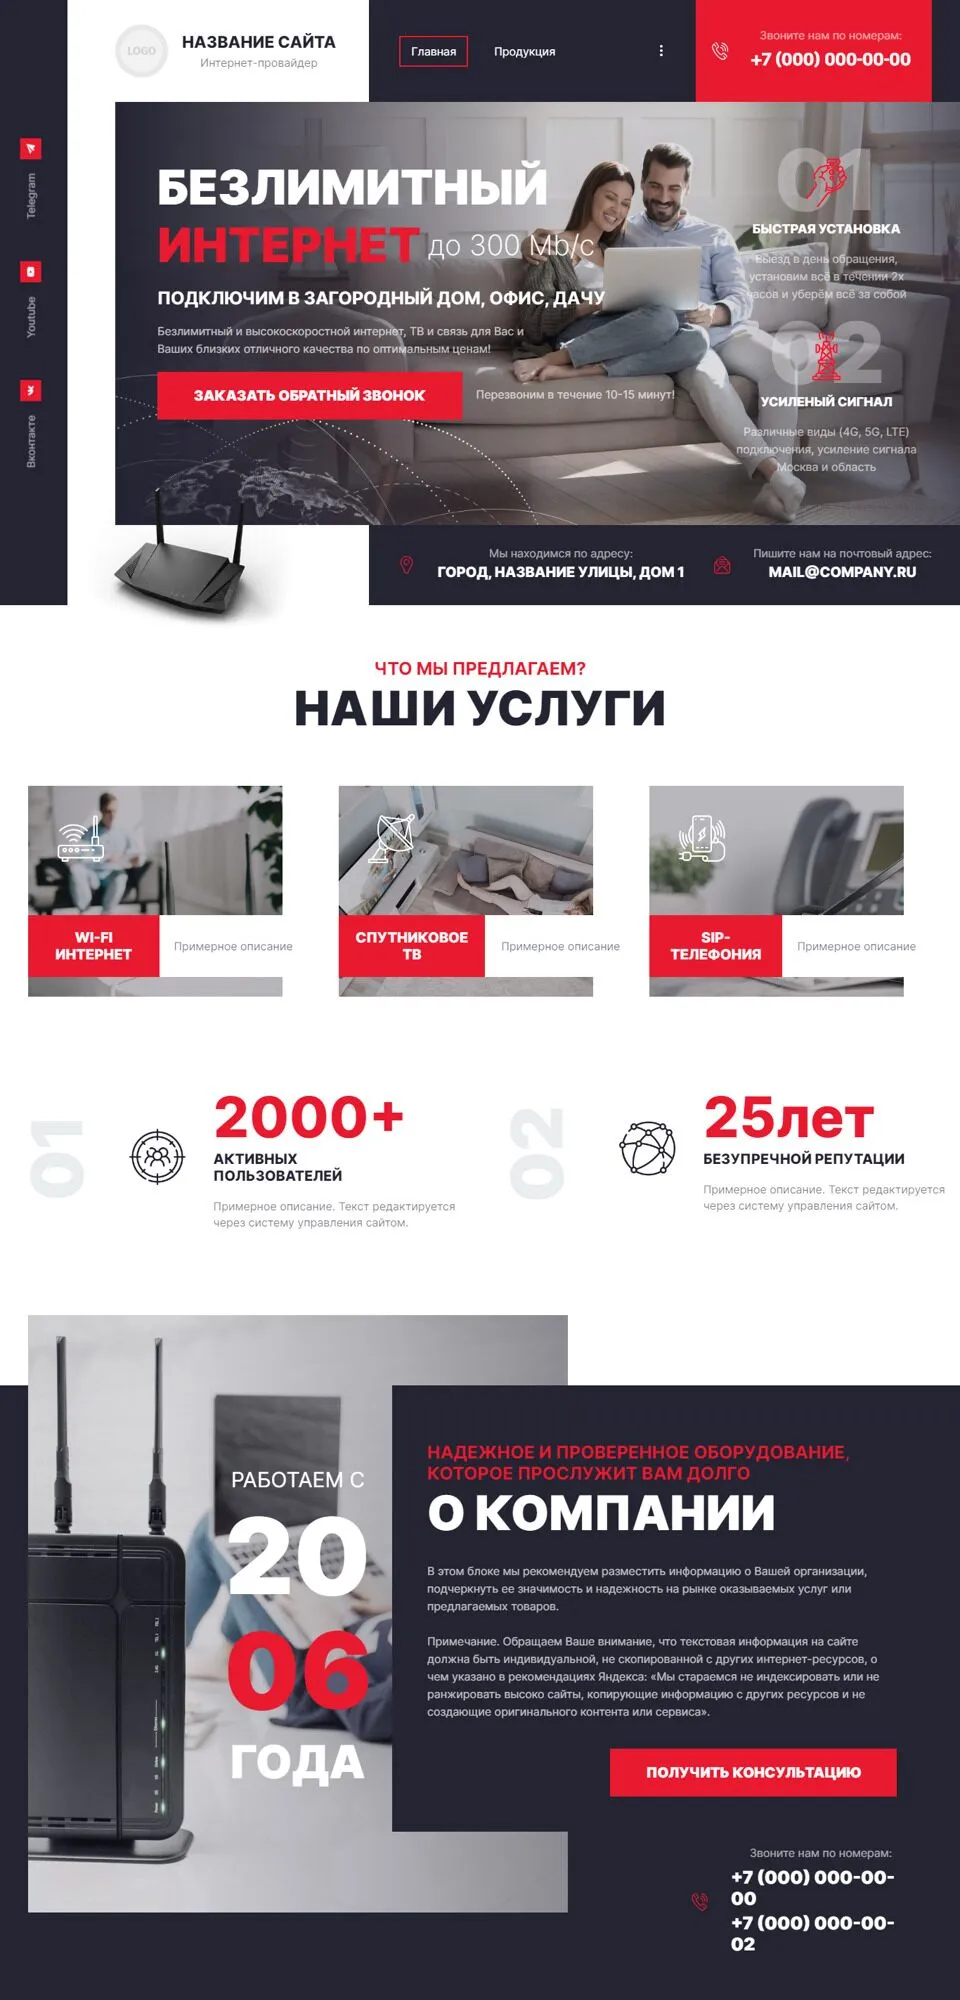 LOGO
НАЗВАНИЕ САЙТА
Интернет-провайдер
Главная
Продукция
Звоните нам по номерам:
+7 (000) 000-00-00
Telegram
Youtube
Вконтакте
БЕЗЛИМИТНЫЙ
ИНТЕРНЕТ до 300 Mb/c
ПОДКЛЮЧИМ В ЗАГОРОДНЫЙ ДОМ, ОФИС, ДАЧУ
Безлимитный и высокоскоростной интернет, ТВ и связь для Вас и
Ваших близких отличного качества по оптимальным ценам!
ЗАКАЗАТЬ ОБРАТНЫЙ ЗВОНОК
Перезвоним в течение 10-15 минут!
01
БЫСТРАЯ УСТАНОВКА
Выезд в день обращения,
установим всё в течении 2х
часов и уберём всё за собой
02
УСИЛЕНЫЙ СИГНАЛ
Различные виды (4G, 5G, LTE)
подключения, усиление сигнала
Москва и область
Мы находимся по адресу:
ГОРОД, НАЗВАНИЕ УЛИЦЫ, ДОМ 1
Пишите нам на почтовый адрес:
MAIL@COMPANY.RU
ЧТО МЫ ПРЕДЛАГАЕМ?
НАШИ УСЛУГИ
WI-FI
ИНТЕРНЕТ
Примерное описание
СПУТНИКОВОЕ
ТВ
Примерное описание
SIP-
ТЕЛЕФОНИЯ
Примерное описание
01
2000+
АКТИВНЫХ
ПОЛЬЗОВАТЕЛЕЙ
Примерное описание. Текст редактируется
через систему управления сайтом.
02
25лет
БЕЗУПРЕЧНОЙ РЕПУТАЦИИ
Примерное описание. Текст редактируется
через систему управления сайтом.
РАБОТАЕМ С
20
06
ГОДА
НАДЕЖНОЕ И ПРОВЕРЕННОЕ ОБОРУДОВАНИЕ,
КОТОРОЕ ПРОСЛУЖИТ ВАМ ДОЛГО
О КОМПАНИИ
В этом блоке мы рекомендуем разместить информацию о Вашей организации,
подчеркнуть ее значимость и надежность на рынке оказываемых услуг или
предлагаемых товаров.
Примечание. Обращаем Ваше внимание, что текстовая информация на сайте
должна быть индивидуальной, не скопированной с других интернет-ресурсов, о
чем указано в рекомендациях Яндекса: «Мы стараемся не индексировать или не
ранжировать высоко сайты, копирующие информацию с других ресурсов и не
создающие оригинального контента или сервиса».
ПОЛУЧИТЬ КОНСУЛЬТАЦИЮ
Звоните нам по номерам:
+7 (000) 000-00-
00
+7 (000) 000-00-
02